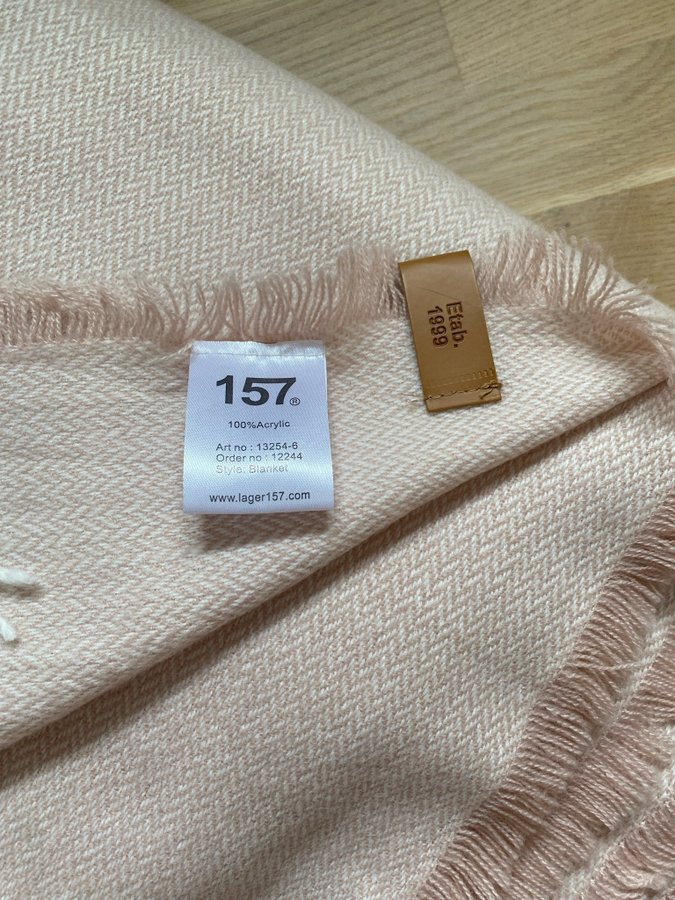 157®
100%Acrylic
Art no : 13254-6
Order no : 12244
Style: Blanket
www.lager157.com
Etab.
1999